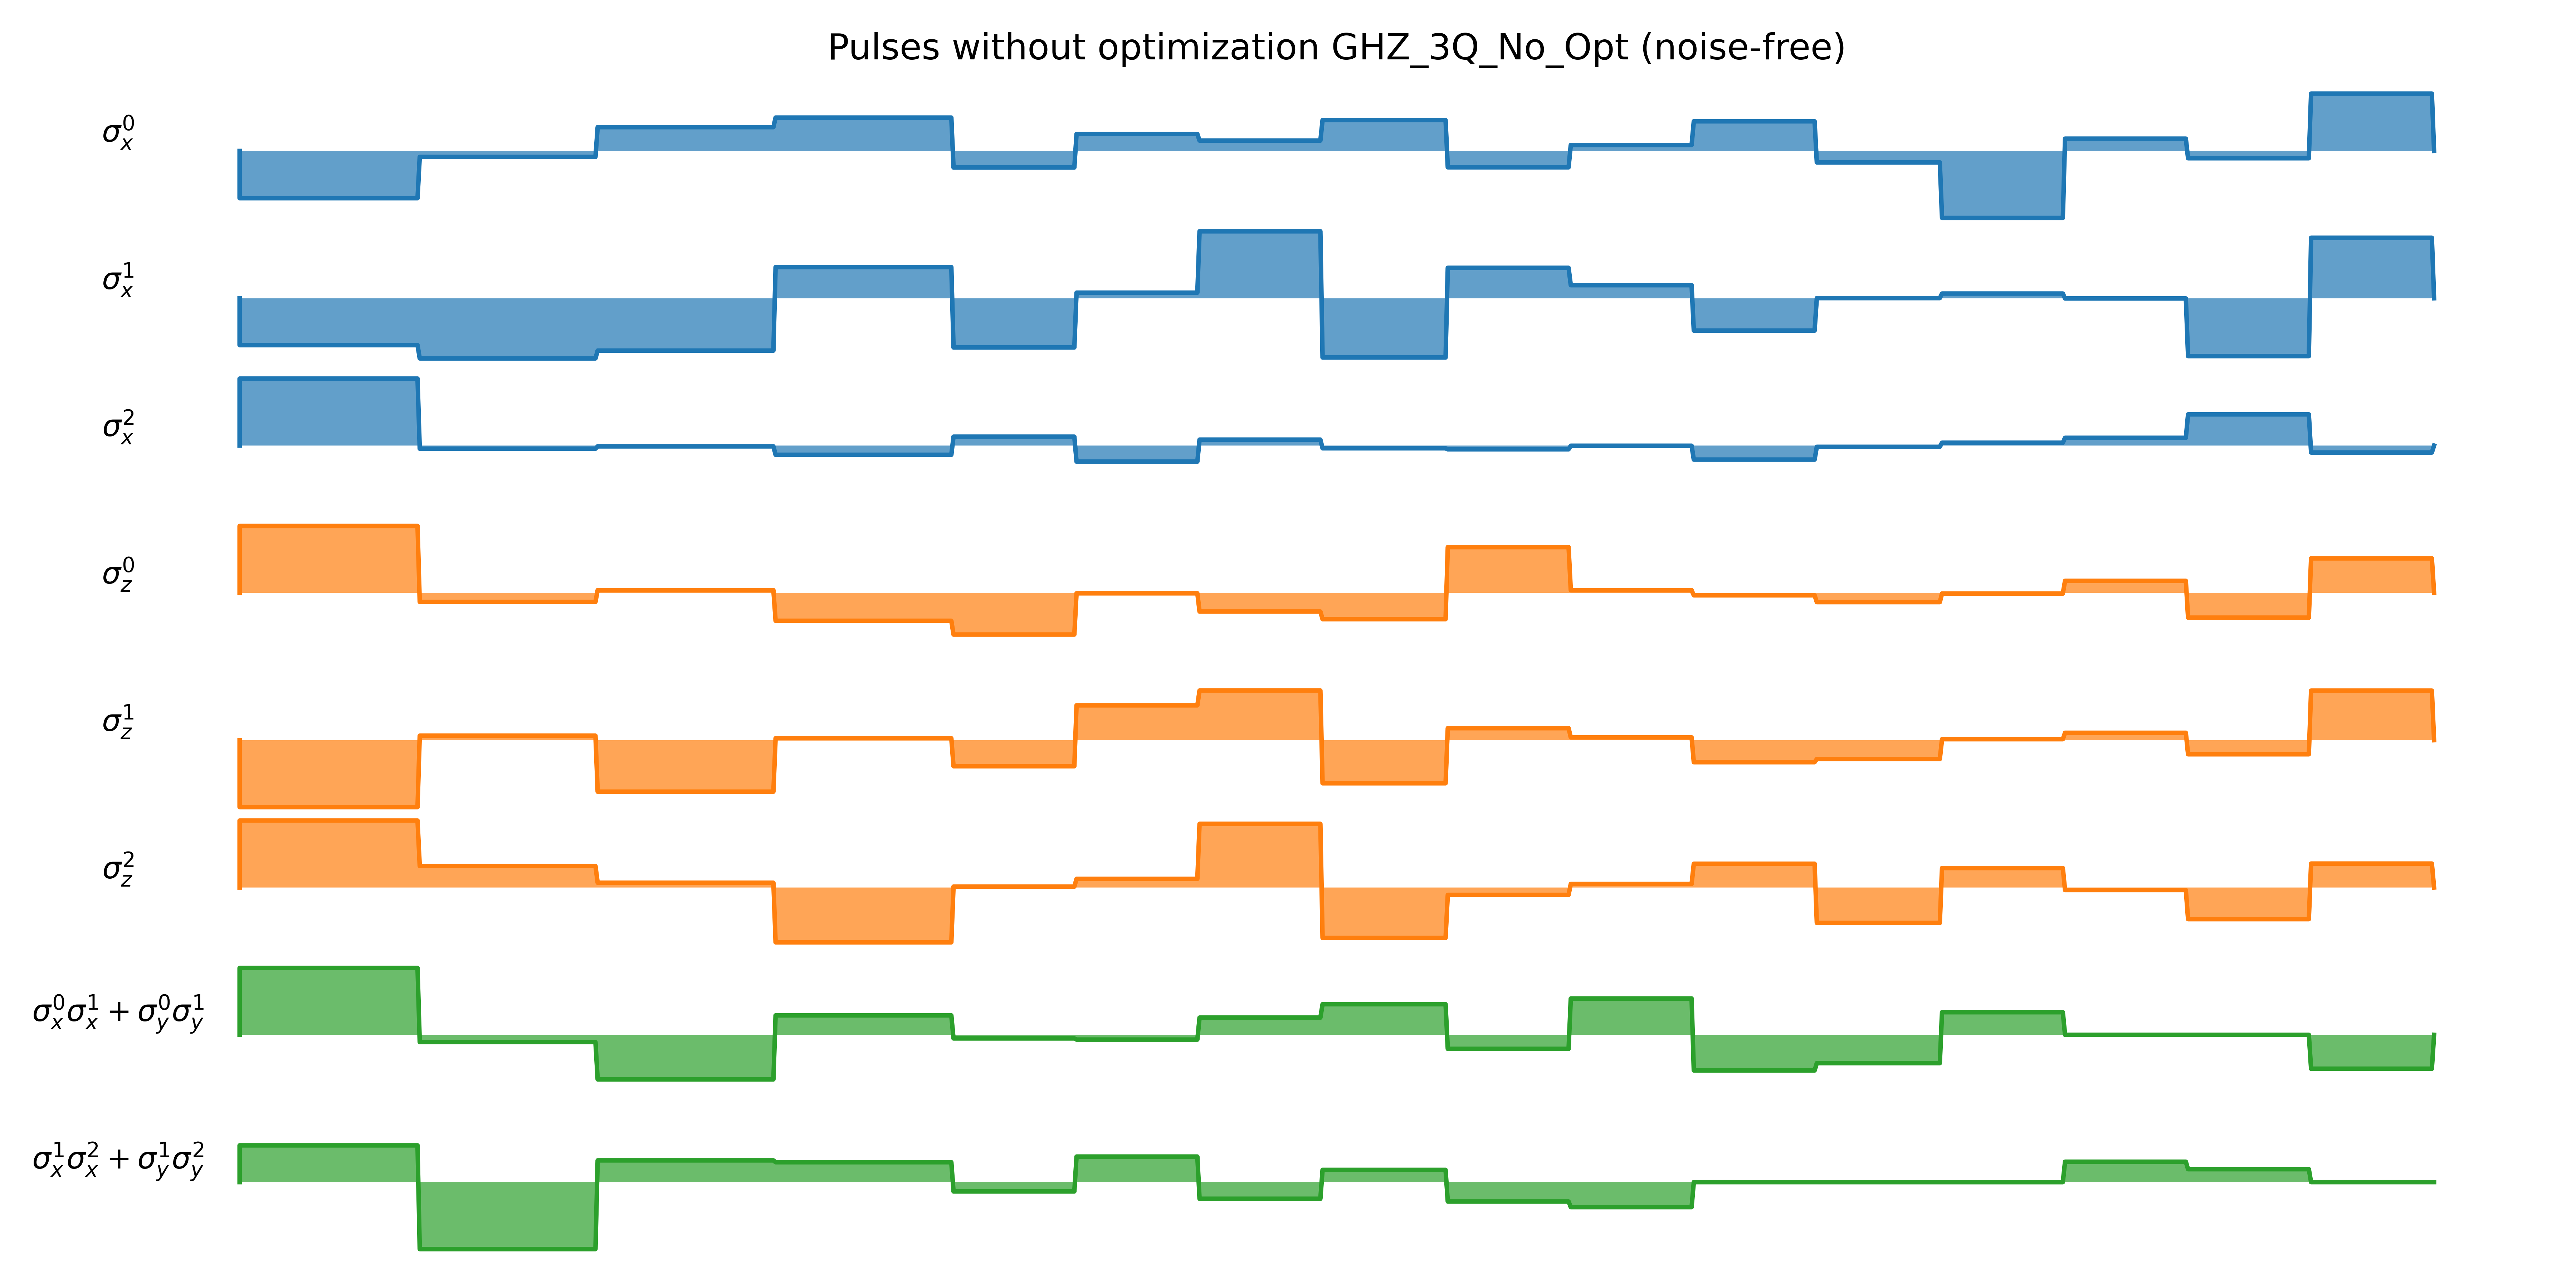 Pulses without optimization GHZ_3Q_No_Opt (noise-free)
σ_x^0
σ_x^1
σ_x^2
σ_z^0
σ_z^1
σ_z^2
σ_x^0σ_x^1 + σ_y^0σ_y^1
σ_x^1σ_x^2 + σ_y^1σ_y^2